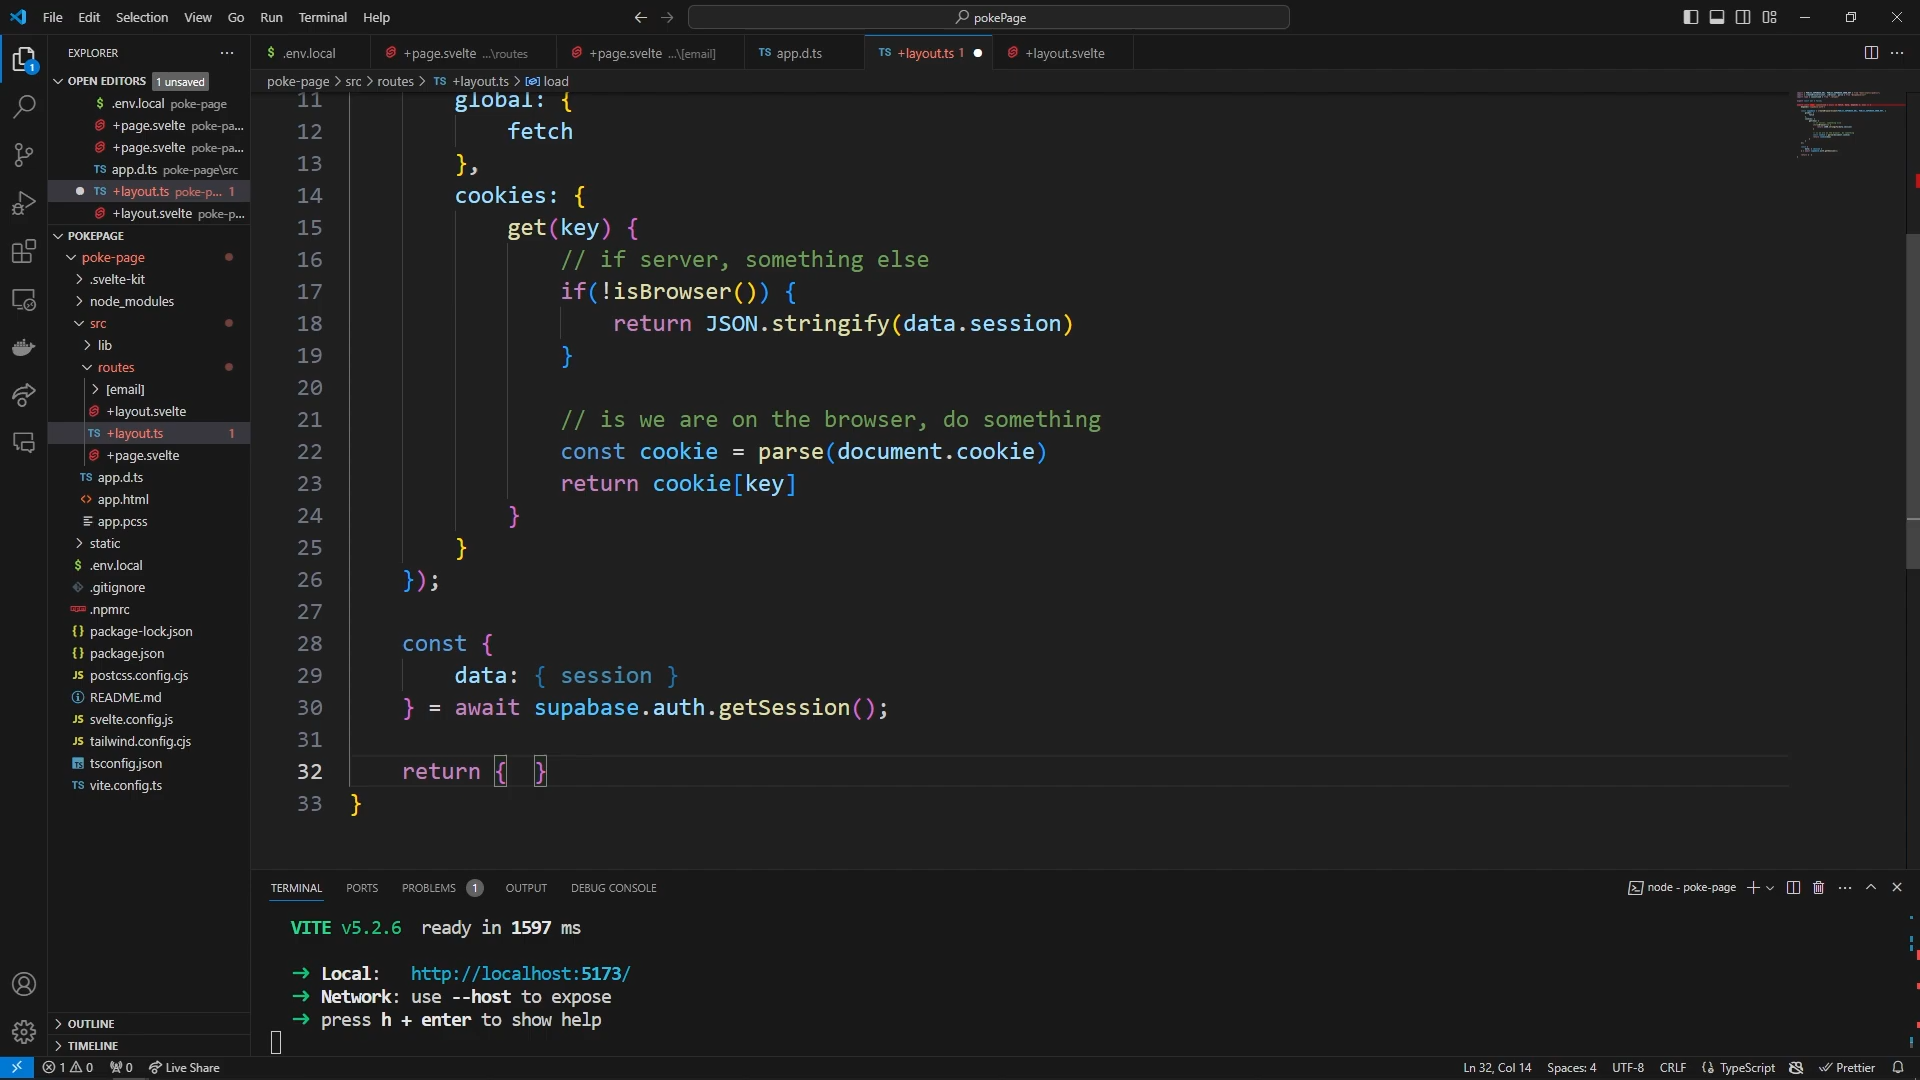 File Edit Selection View Go Run Terminal Help
pokePage
EXPLORER
OPEN EDITORS 1 unsaved
$ .env.local poke-page
+page.svelte poke-pa...
+page.svelte poke-pa...
TS app.d.ts poke-page\src
TS +layout.ts poke-p... 1
+layout.svelte poke-p...
POKEPAGE
poke-page
.svelte-kit
node_modules
src
lib
routes
[email]
+layout.svelte
TS +layout.ts 1
+page.svelte
TS app.d.ts
<> app.html
app.pcss
static
$ .env.local
.gitignore
.npmrc
{} package-lock.json
{} package.json
JS postcss.config.cjs
README.md
JS svelte.config.js
JS tailwind.config.cjs
tsconfig.json
TS vite.config.ts
OUTLINE
TIMELINE
$ .env.local
+page.svelte ...\routes
+page.svelte ...\[email]
TS app.d.ts
TS +layout.ts 1
+layout.svelte
poke-page > src > routes > TS +layout.ts > load
11 global: {
12 fetch
13 },
14 cookies: {
15 get(key) {
16 // if server, something else
17 if(!isBrowser()) {
18 return JSON.stringify(data.session)
19 }
20
21 // is we are on the browser, do something
22 const cookie = parse(document.cookie)
23 return cookie[key]
24 }
25 }
26 });
27
28 const {
29 data: { session }
30 } = await supabase.auth.getSession();
31
32 return {  }
33 }
TERMINAL PORTS PROBLEMS 1 OUTPUT DEBUG CONSOLE
node - poke-page
VITE v5.2.6 ready in 1597 ms
➜ Local: http://localhost:5173/
➜ Network: use --host to expose
➜ press h + enter to show help
1 0 0 Live Share
Ln 32, Col 14 Spaces: 4 UTF-8 CRLF {} TypeScript Prettier